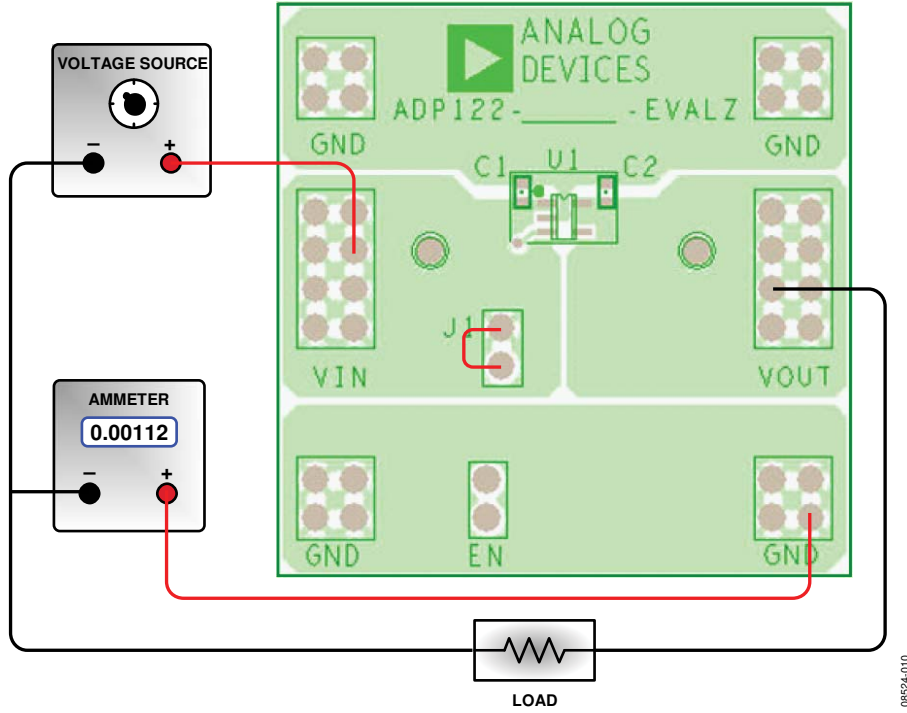 ANALOG
DEVICES
ADP122-______-EVALZ
VOLTAGE SOURCE
- +
GND
GND
C1 U1 C2
J1
VIN
VOUT
AMMETER
0.00112
- +
GND
EN
GND
LOAD
08524-010